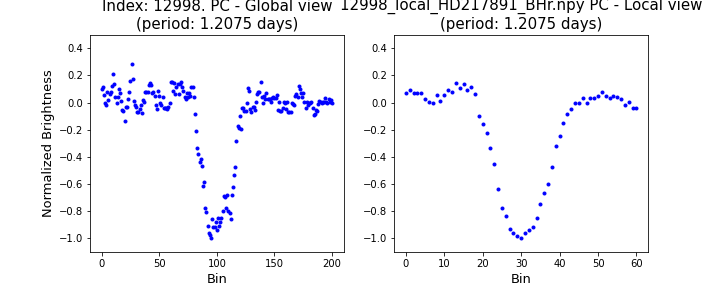 Index: 12998. PC - Global view
(period: 1.2075 days)
12998_local_HD217891_BHr.npy PC - Local view
(period: 1.2075 days)
Normalized Brightness
0.4
0.2
0.0
−0.2
−0.4
−0.6
−0.8
−1.0
0 50 100 150 200
Bin
0.4
0.2
0.0
−0.2
−0.4
−0.6
−0.8
−1.0
0 10 20 30 40 50 60
Bin